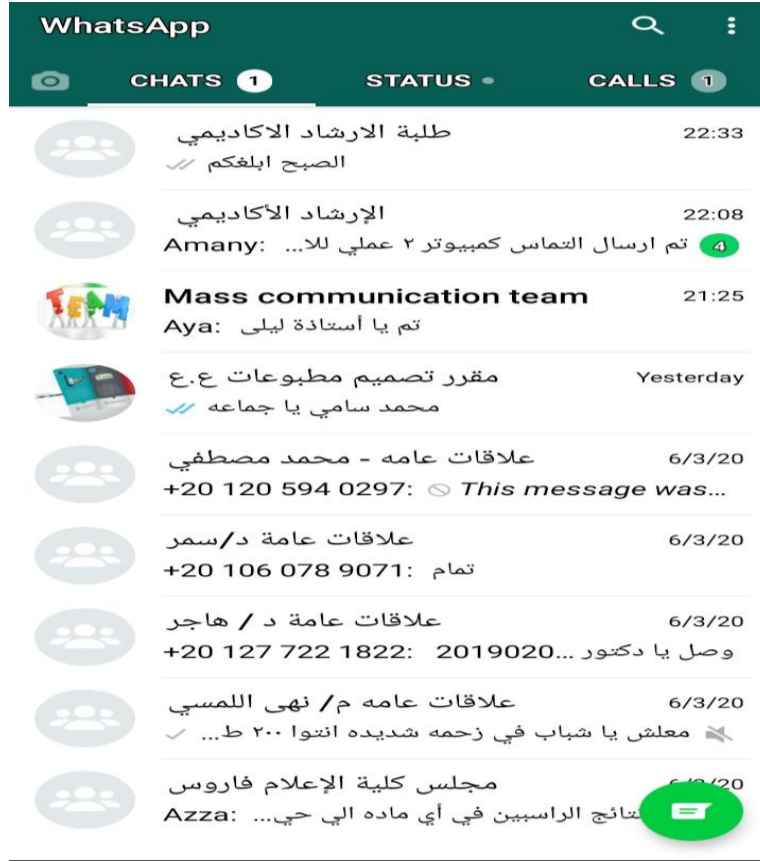 WhatsApp
CHATS 1 STATUS CALLS 1
طلبة الارشاد الاكاديمي 22:33
الصبح ابلغكم
الإرشاد الأكاديمي 22:08
Amany: تم ارسال التماس كمبيوتر ٢ عملي للا... 4
TEAM
Mass communication team 21:25
Aya: تم يا أستاذة ليلى
مقرر تصميم مطبوعات ع.ع Yesterday
محمد سامي يا جماعه
علاقات عامه - محمد مصطفي 6/3/20
+20 120 594 0297: This message was...
علاقات عامة د/سمر 6/3/20
+20 106 078 9071: تمام
علاقات عامة د / هاجر 6/3/20
+20 127 722 1822: 2019020... وصل يا دكتور
علاقات عامه م/ نهى اللمسي 6/3/20
معلش يا شباب في زحمه شديده انتوا ٢٠٠ ط...
مجلس كلية الإعلام فاروس
Azza: نتائج الراسبين في أي ماده الي حي...